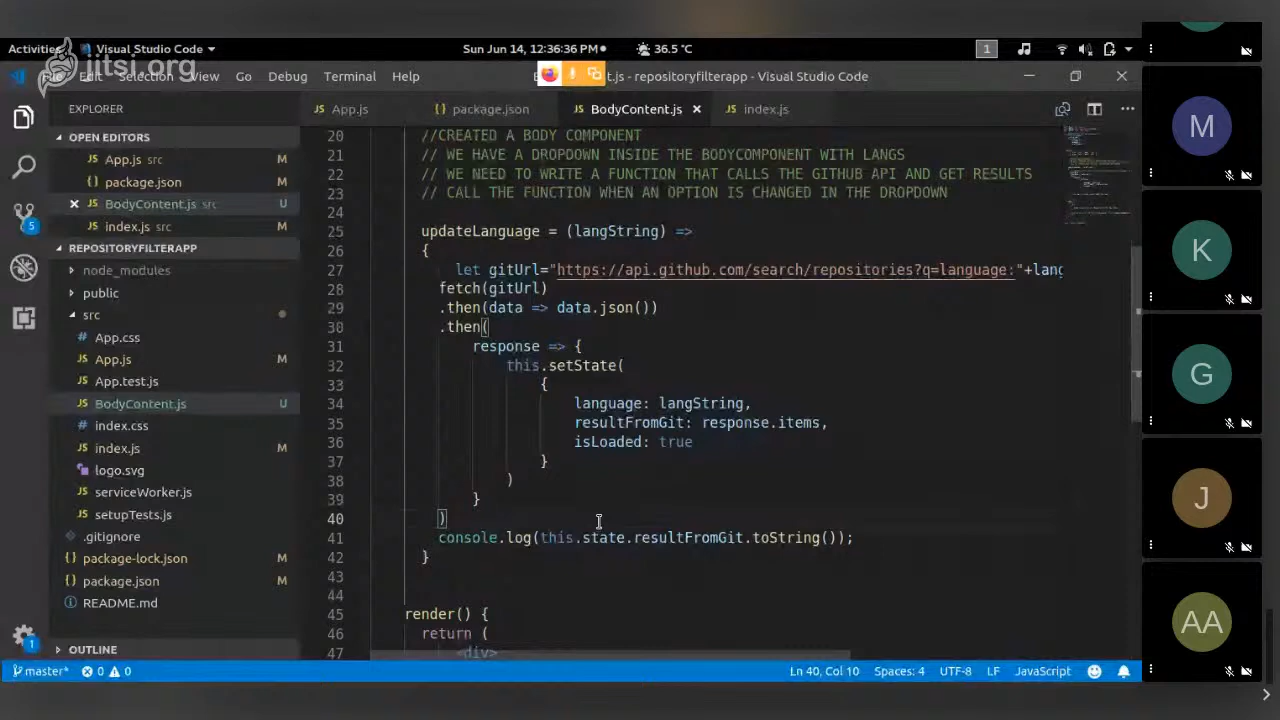 Activities
Visual Studio Code
Sun Jun 14, 12:36:36 PM
36.5 °C
1
jitsi.org
Edit Selection View Go Debug Terminal Help
t.js - repositoryfilterapp - Visual Studio Code
EXPLORER
App.js
package.json
BodyContent.js
index.js
OPEN EDITORS
App.js src M
package.json M
BodyContent.js src U
index.js src M
5
REPOSITORYFILTERAPP
node_modules
public
src
App.css
App.js M
App.test.js
BodyContent.js U
index.css
index.js M
logo.svg
serviceWorker.js
setupTests.js
.gitignore
package-lock.json M
package.json M
README.md
OUTLINE
1
20 //CREATED A BODY COMPONENT
21 // WE HAVE A DROPDOWN INSIDE THE BODYCOMPONENT WITH LANGS
22 // WE NEED TO WRITE A FUNCTION THAT CALLS THE GITHUB API AND GET RESULTS
23 // CALL THE FUNCTION WHEN AN OPTION IS CHANGED IN THE DROPDOWN
24
25 updateLanguage = (langString) =>
26 {
27 let gitUrl="https://api.github.com/search/repositories?q=language:"+lang
28 fetch(gitUrl)
29 .then(data => data.json())
30 .then(
31 response => {
32 this.setState(
33 {
34 language: langString,
35 resultFromGit: response.items,
36 isLoaded: true
37 }
38 )
39 }
40 )
41 console.log(this.state.resultFromGit.toString());
42 }
43
44
45 render() {
46 return (
47 <div>
master* 0 0
Ln 40, Col 10 Spaces: 4 UTF-8 LF JavaScript
M
K
G
J
AA